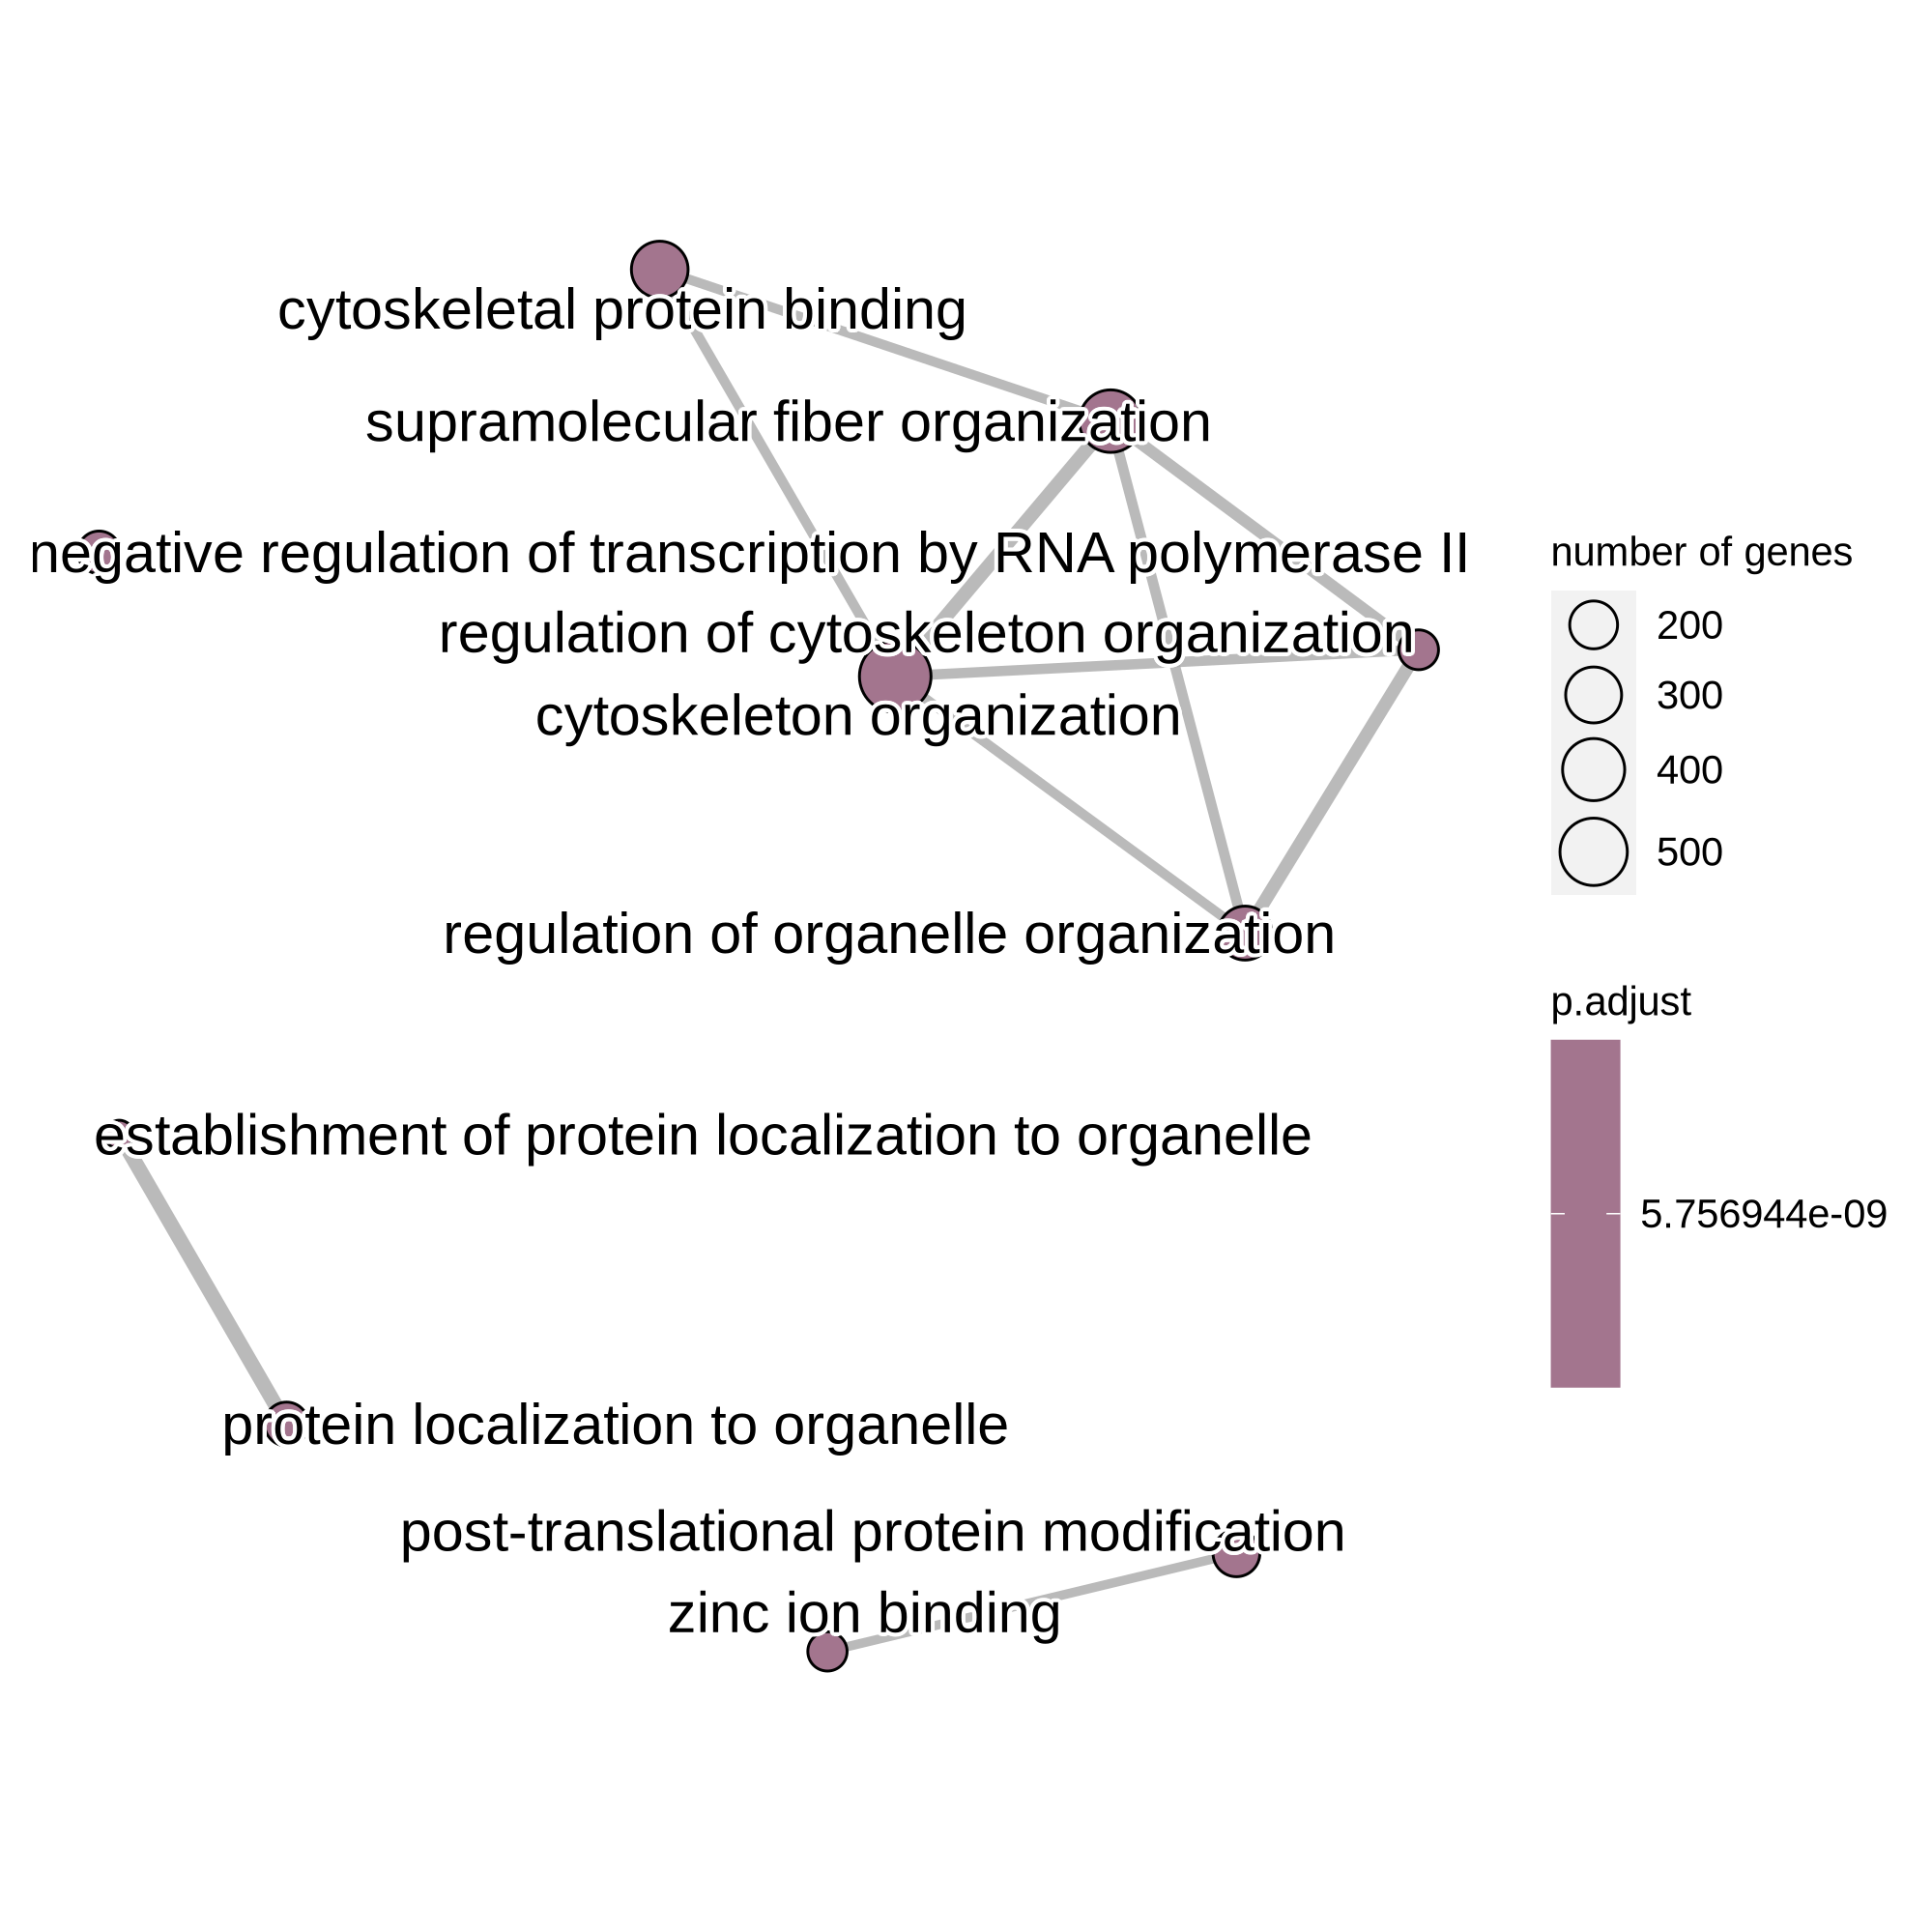 cytoskeletal protein binding
supramolecular fiber organization
negative regulation of transcription by RNA polymerase II
regulation of cytoskeleton organization
cytoskeleton organization
regulation of organelle organization
establishment of protein localization to organelle
protein localization to organelle
post-translational protein modification
zinc ion binding
number of genes
200
300
400
500
p.adjust
5.756944e-09